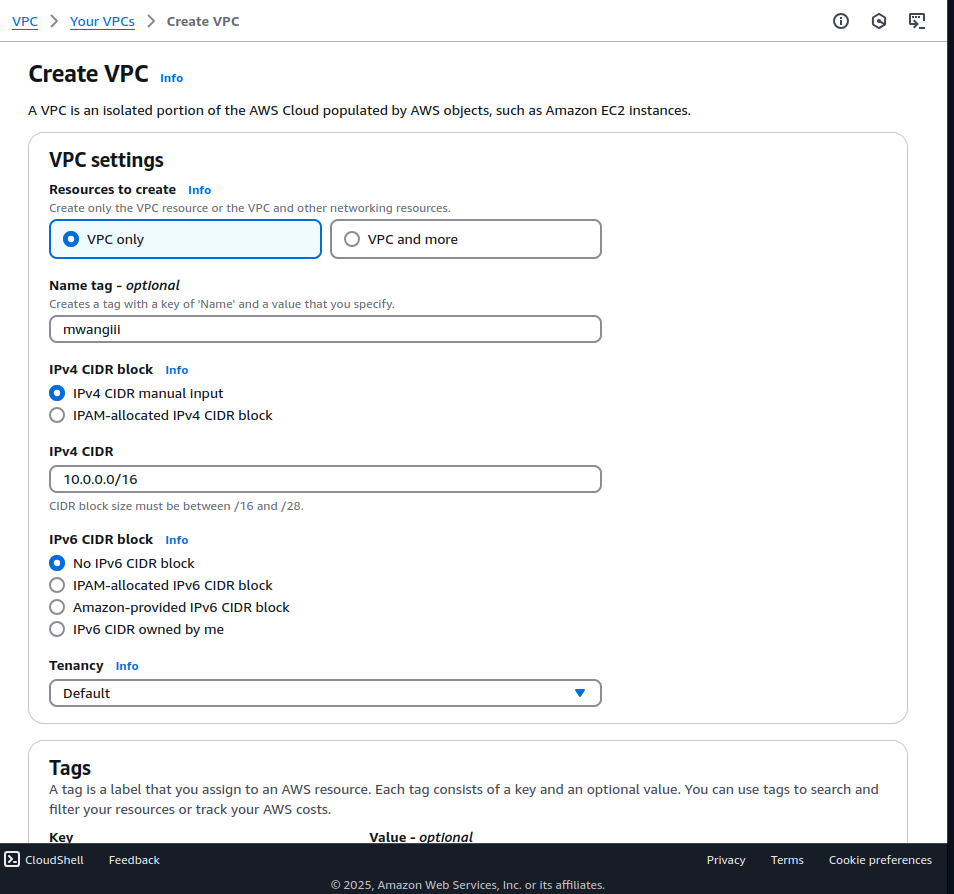 VPC > Your VPCs > Create VPC
Create VPC Info
A VPC is an isolated portion of the AWS Cloud populated by AWS objects, such as Amazon EC2 instances.
VPC settings
Resources to create Info
Create only the VPC resource or the VPC and other networking resources.
VPC only VPC and more
Name tag - optional
Creates a tag with a key of 'Name' and a value that you specify.
mwangiii
IPv4 CIDR block Info
IPv4 CIDR manual input
IPAM-allocated IPv4 CIDR block
IPv4 CIDR
10.0.0.0/16
CIDR block size must be between /16 and /28.
IPv6 CIDR block Info
No IPv6 CIDR block
IPAM-allocated IPv6 CIDR block
Amazon-provided IPv6 CIDR block
IPv6 CIDR owned by me
Tenancy Info
Default
Tags
A tag is a label that you assign to an AWS resource. Each tag consists of a key and an optional value. You can use tags to search and
filter your resources or track your AWS costs.
Key Value - optional
CloudShell Feedback Privacy Terms Cookie preferences
© 2025, Amazon Web Services, Inc. or its affiliates.